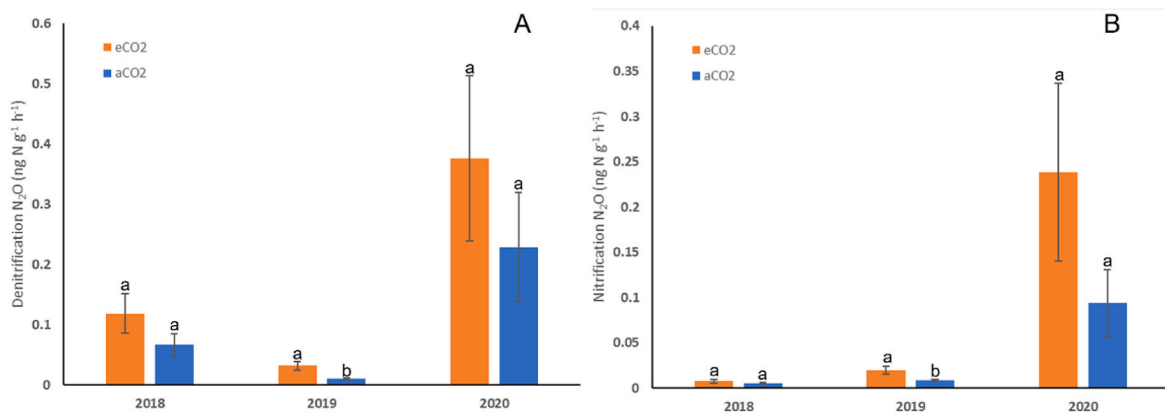 A
eCO2
aCO2
Denitrification N₂O (ng N g⁻¹ h⁻¹)
0.6
0.5
0.4
0.3
0.2
0.1
0
a
a
a
b
a
a
2018
2019
2020
B
eCO2
aCO2
Nitrification N₂O (ng N g⁻¹ h⁻¹)
0.4
0.35
0.3
0.25
0.2
0.15
0.1
0.05
0
a
a
a
b
a
a
2018
2019
2020